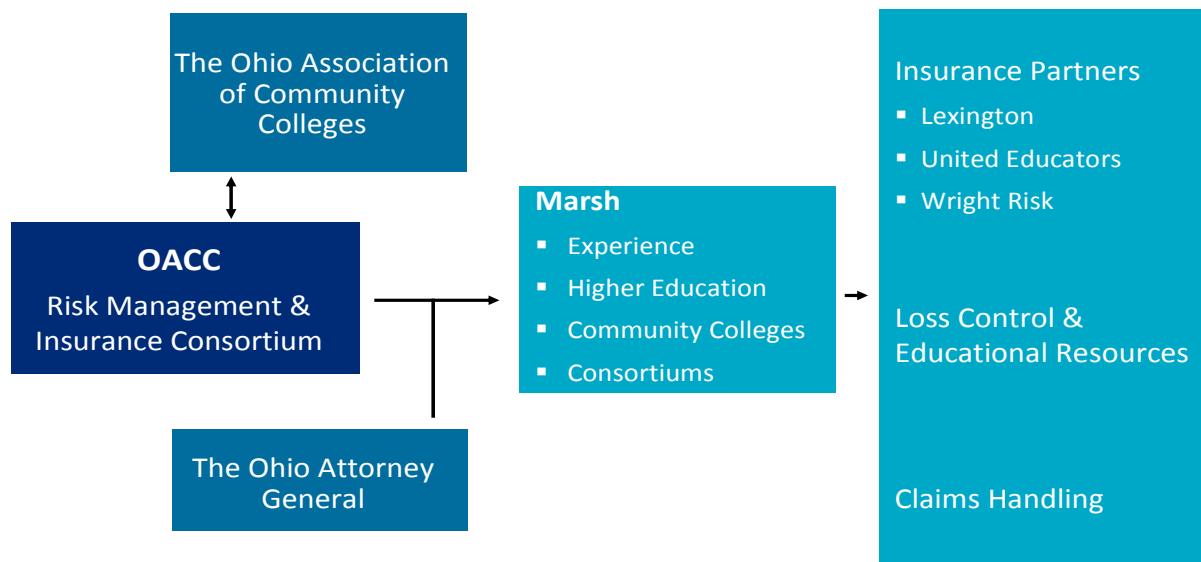 The Ohio Association
of Community
Colleges
OACC
Risk Management &
Insurance Consortium
The Ohio Attorney
General
Marsh
▪ Experience
▪ Higher Education
▪ Community Colleges
▪ Consortiums
Insurance Partners
▪ Lexington
▪ United Educators
▪ Wright Risk
Loss Control &
Educational Resources
Claims Handling